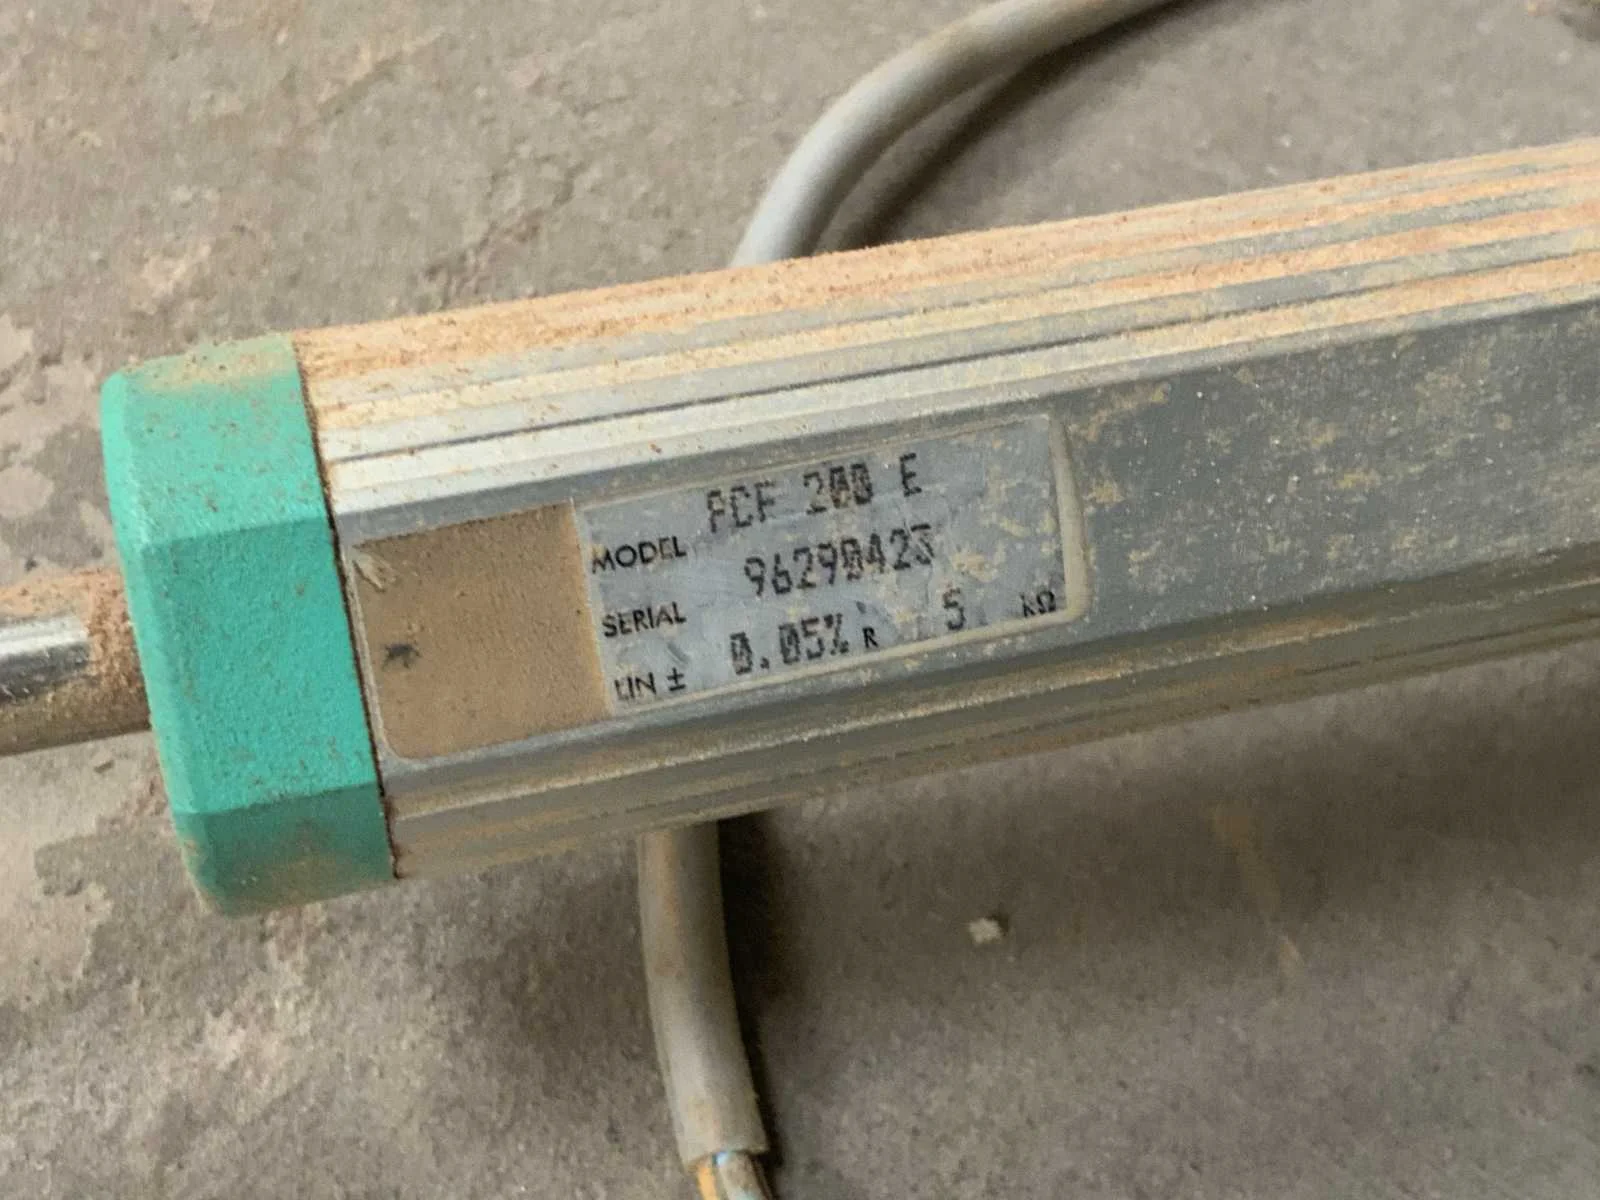 MODEL PCF 200 E
SERIAL 96290423
LIN ± 0.05% R 5 kΩ